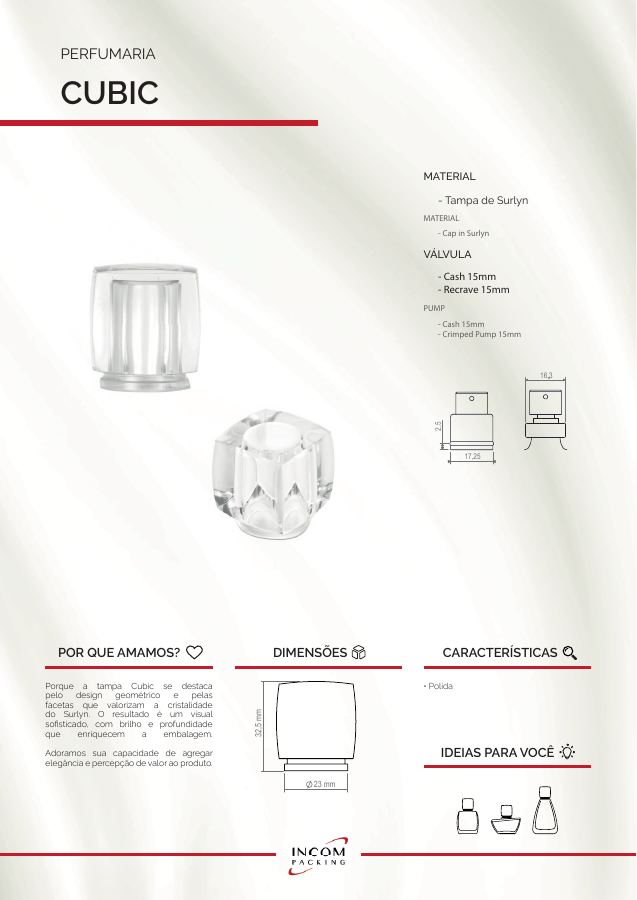 PERFUMARIA
CUBIC
MATERIAL
- Tampa de Surlyn
MATERIAL
- Cap in Surlyn
VÁLVULA
- Cash 15mm
- Recrave 15mm
PUMP
- Cash 15mm
- Crimped Pump 15mm
16,3
2,5
17,25
POR QUE AMAMOS?
Porque a tampa Cubic se destaca
pelo design geométrico e pelas
facetas que valorizam a cristalidade
do Surlyn. O resultado é um visual
sofisticado, com brilho e profundidade
que enriquecem a embalagem.
Adoramos sua capacidade de agregar
elegância e percepção de valor ao produto.
DIMENSÕES
32,5 mm
Ø23 mm
CARACTERÍSTICAS
• Polida
IDEIAS PARA VOCÊ
INCOM
PACKING